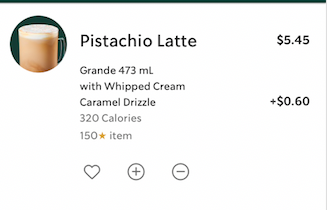 Pistachio Latte $5.45
Grande 473 mL
with Whipped Cream
Caramel Drizzle +$0.60
320 Calories
150★ item